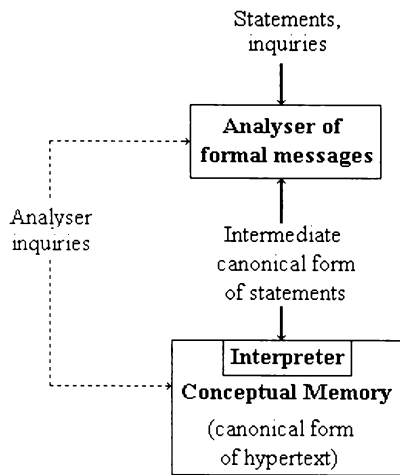 Statements,
inquiries
Analyser of
formal messages
Analyser
inquiries
Intermediate
canonical form
of statements
Interpreter
Conceptual Memory
(canonical form
of hypertext)